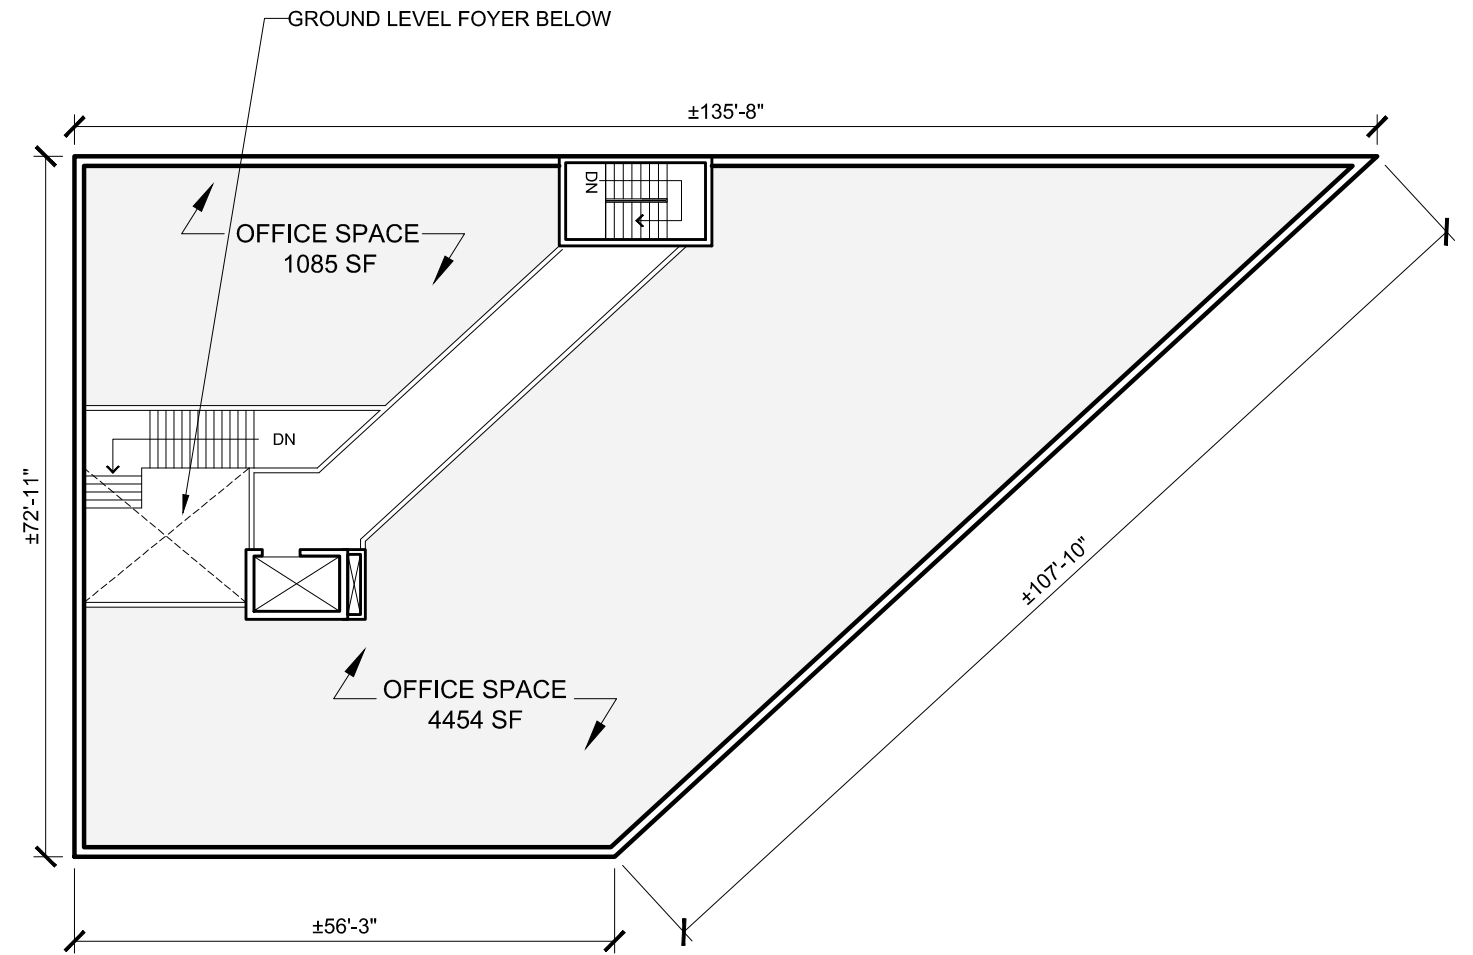 GROUND LEVEL FOYER BELOW
±135'-8"
DN
OFFICE SPACE
1085 SF
DN
±72'-11"
±107'-10"
OFFICE SPACE
4454 SF
±56'-3"